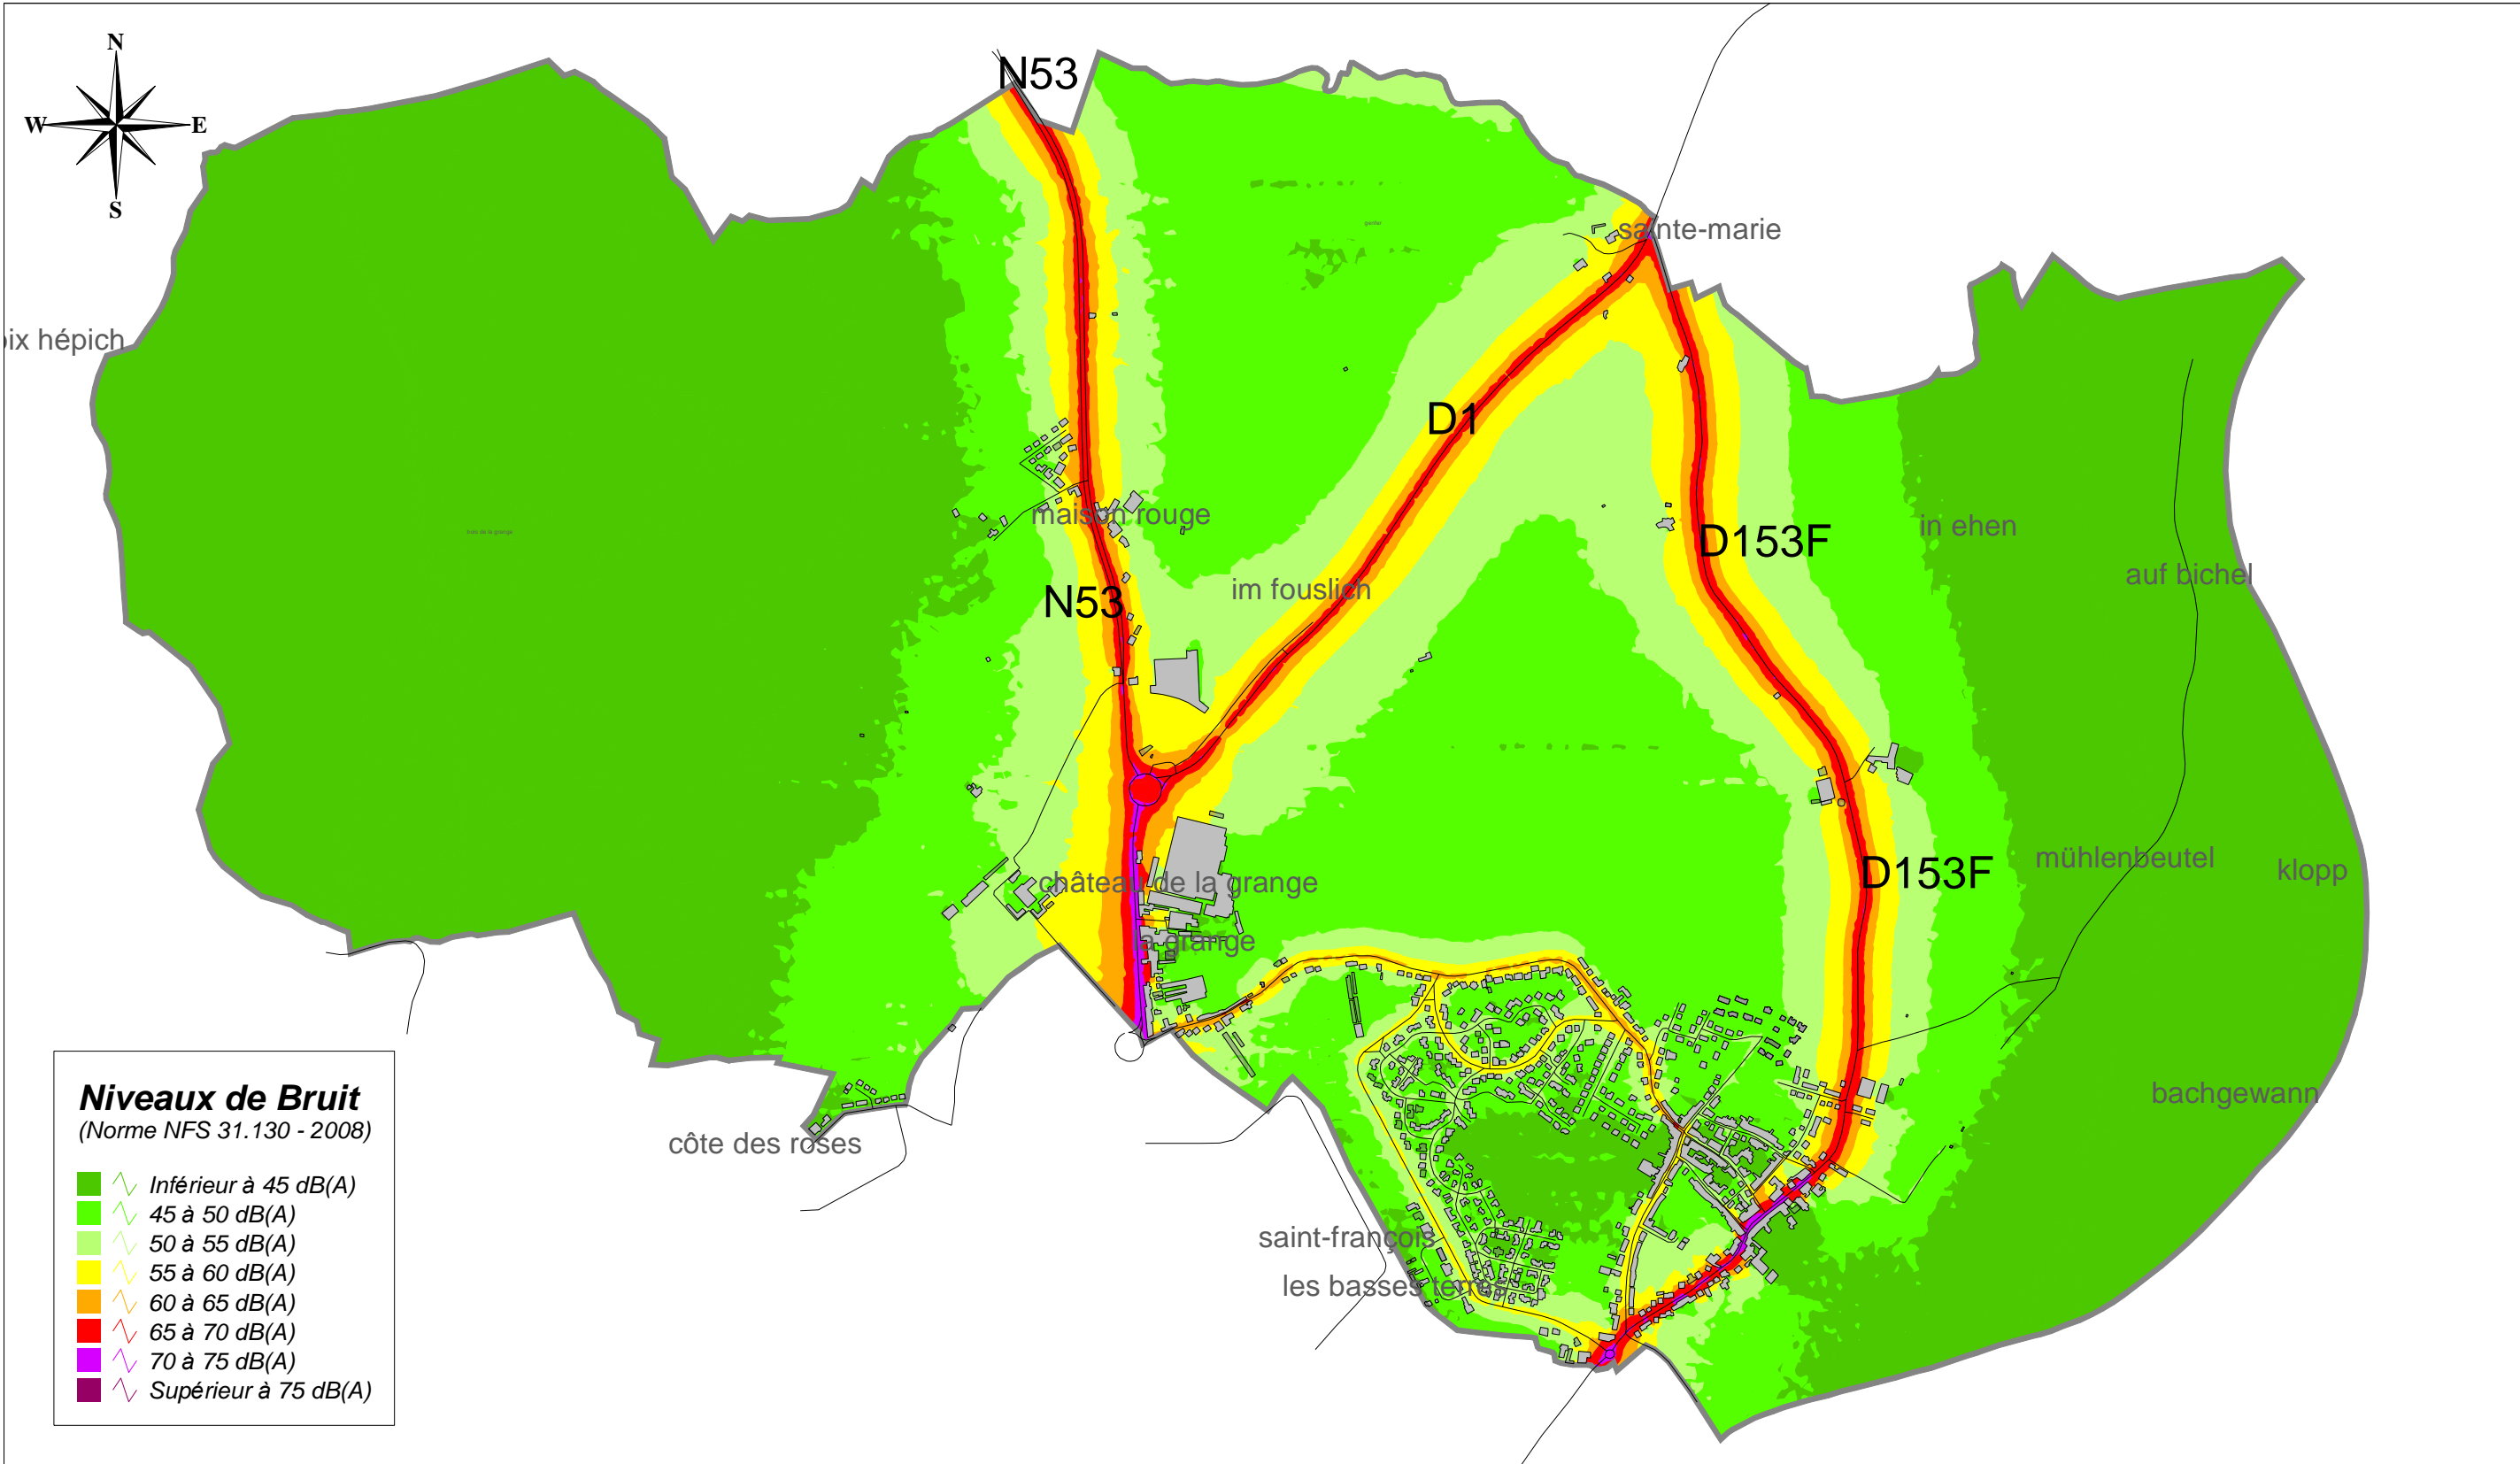 N
N53
W
E
S
sainte-marie
ix hépich
D1
maison rouge
bois de la grange
in ehen
D153F
auf bichel
im fouslich
N53
mühlenbeutel
klopp
D153F
château de la grange
a grange
bachgewann
côte des roses
saint-françois
les basses terres
Niveaux de Bruit
(Norme NFS 31.130 - 2008)
Inférieur à 45 dB(A)
45 à 50 dB(A)
50 à 55 dB(A)
55 à 60 dB(A)
60 à 65 dB(A)
65 à 70 dB(A)
70 à 75 dB(A)
Supérieur à 75 dB(A)